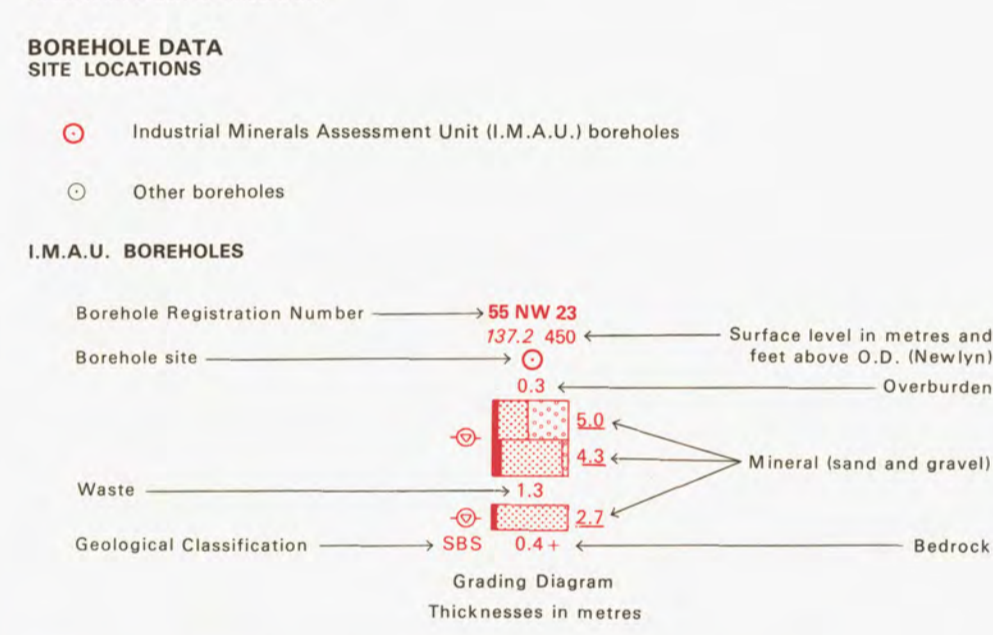 BOREHOLE DATA
SITE LOCATIONS
Industrial Minerals Assessment Unit (I.M.A.U.) boreholes
Other boreholes
I.M.A.U. BOREHOLES
Borehole Registration Number
55 NW 23
137.2 450
Surface level in metres and
feet above O.D. (Newlyn)
Borehole site
0.3
Overburden
5.0
4.3
Mineral (sand and gravel)
Waste
1.3
2.7
Geological Classification
SBS
0.4 +
Bedrock
Grading Diagram
Thicknesses in metres